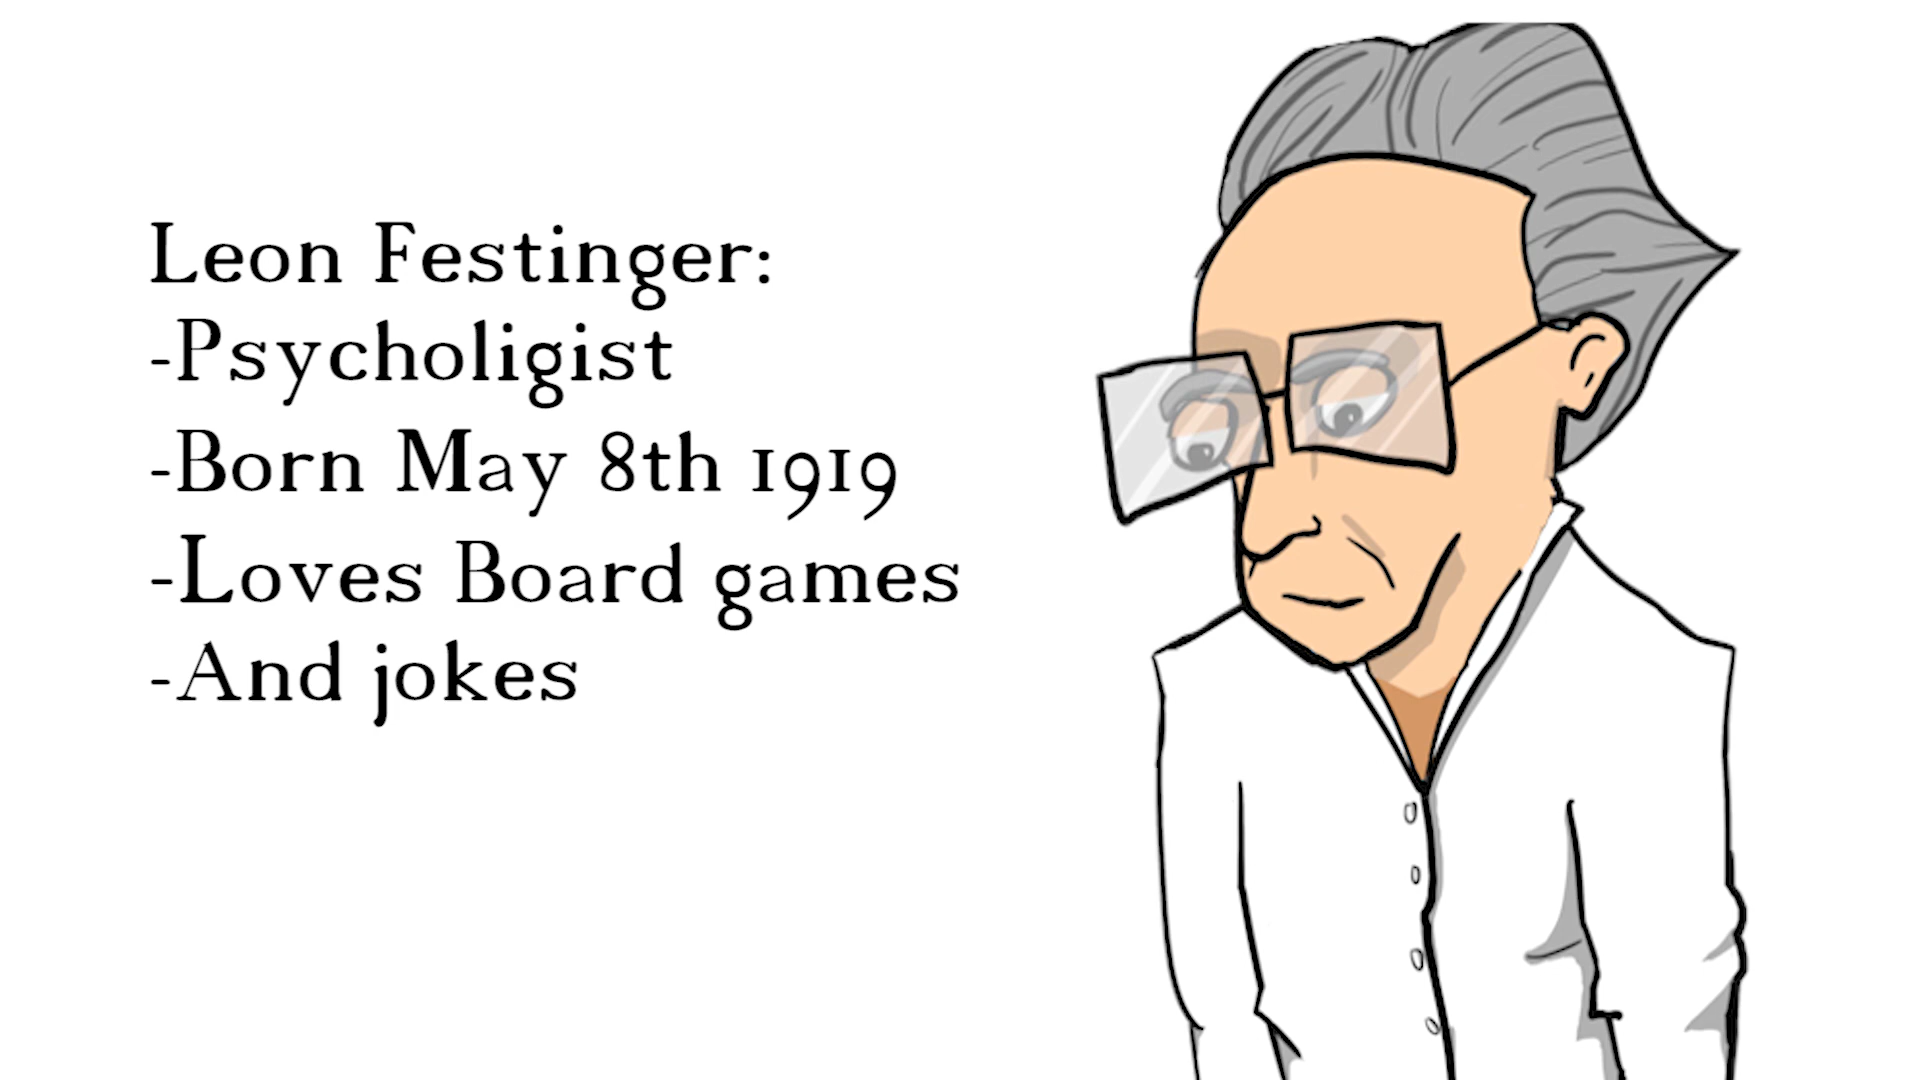 Leon Festinger:
-Psycholigist
-Born May 8th 1919
-Loves Board games
-And jokes